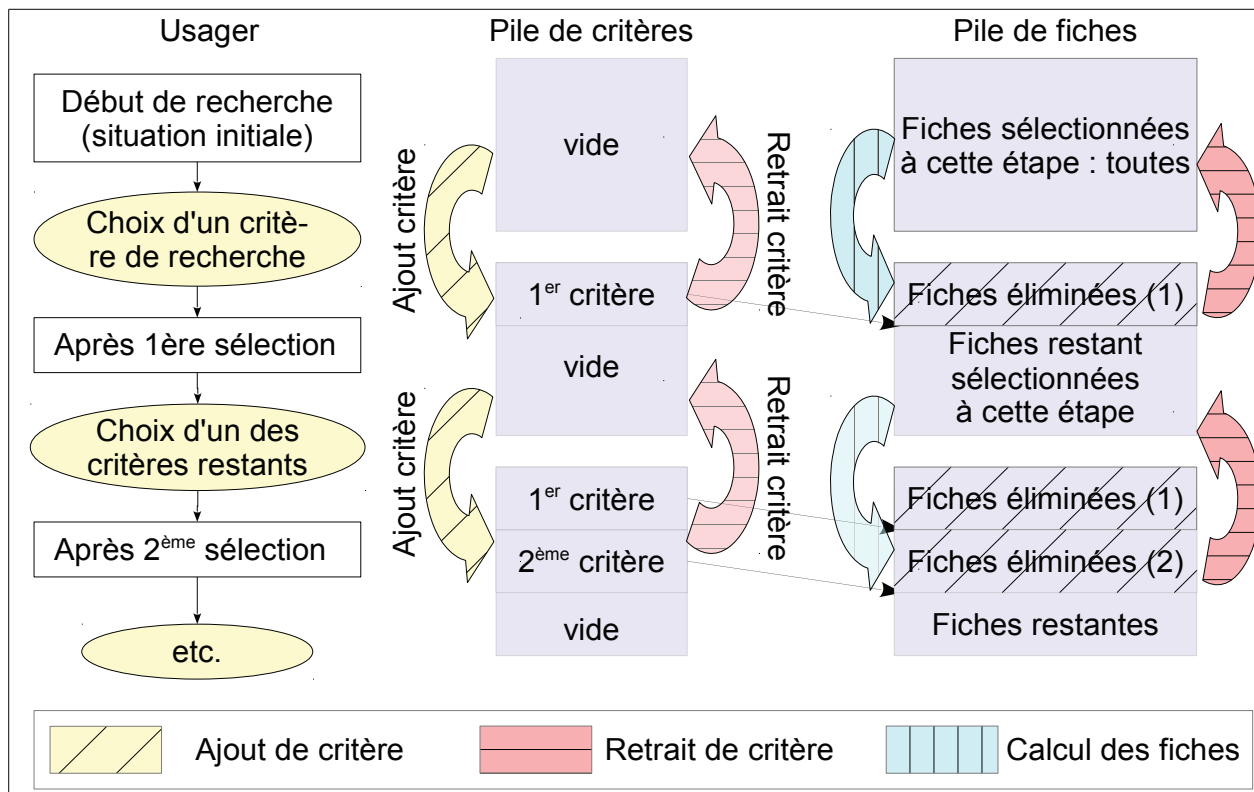 Usager
Pile de critères
Pile de fiches
Début de recherche
(situation initiale)
Choix d'un critè-
re de recherche
Après 1ère sélection
Choix d'un des
critères restants
Après 2ème sélection
etc.
Ajout critère
vide
Retrait critère
1er critère
vide
Ajout critère
Retrait critère
1er critère
2ème critère
vide
Fiches sélectionnées
à cette étape : toutes
Fiches éliminées (1)
Fiches restant
sélectionnées
à cette étape
Fiches éliminées (1)
Fiches éliminées (2)
Fiches restantes
Ajout de critère
Retrait de critère
Calcul des fiches